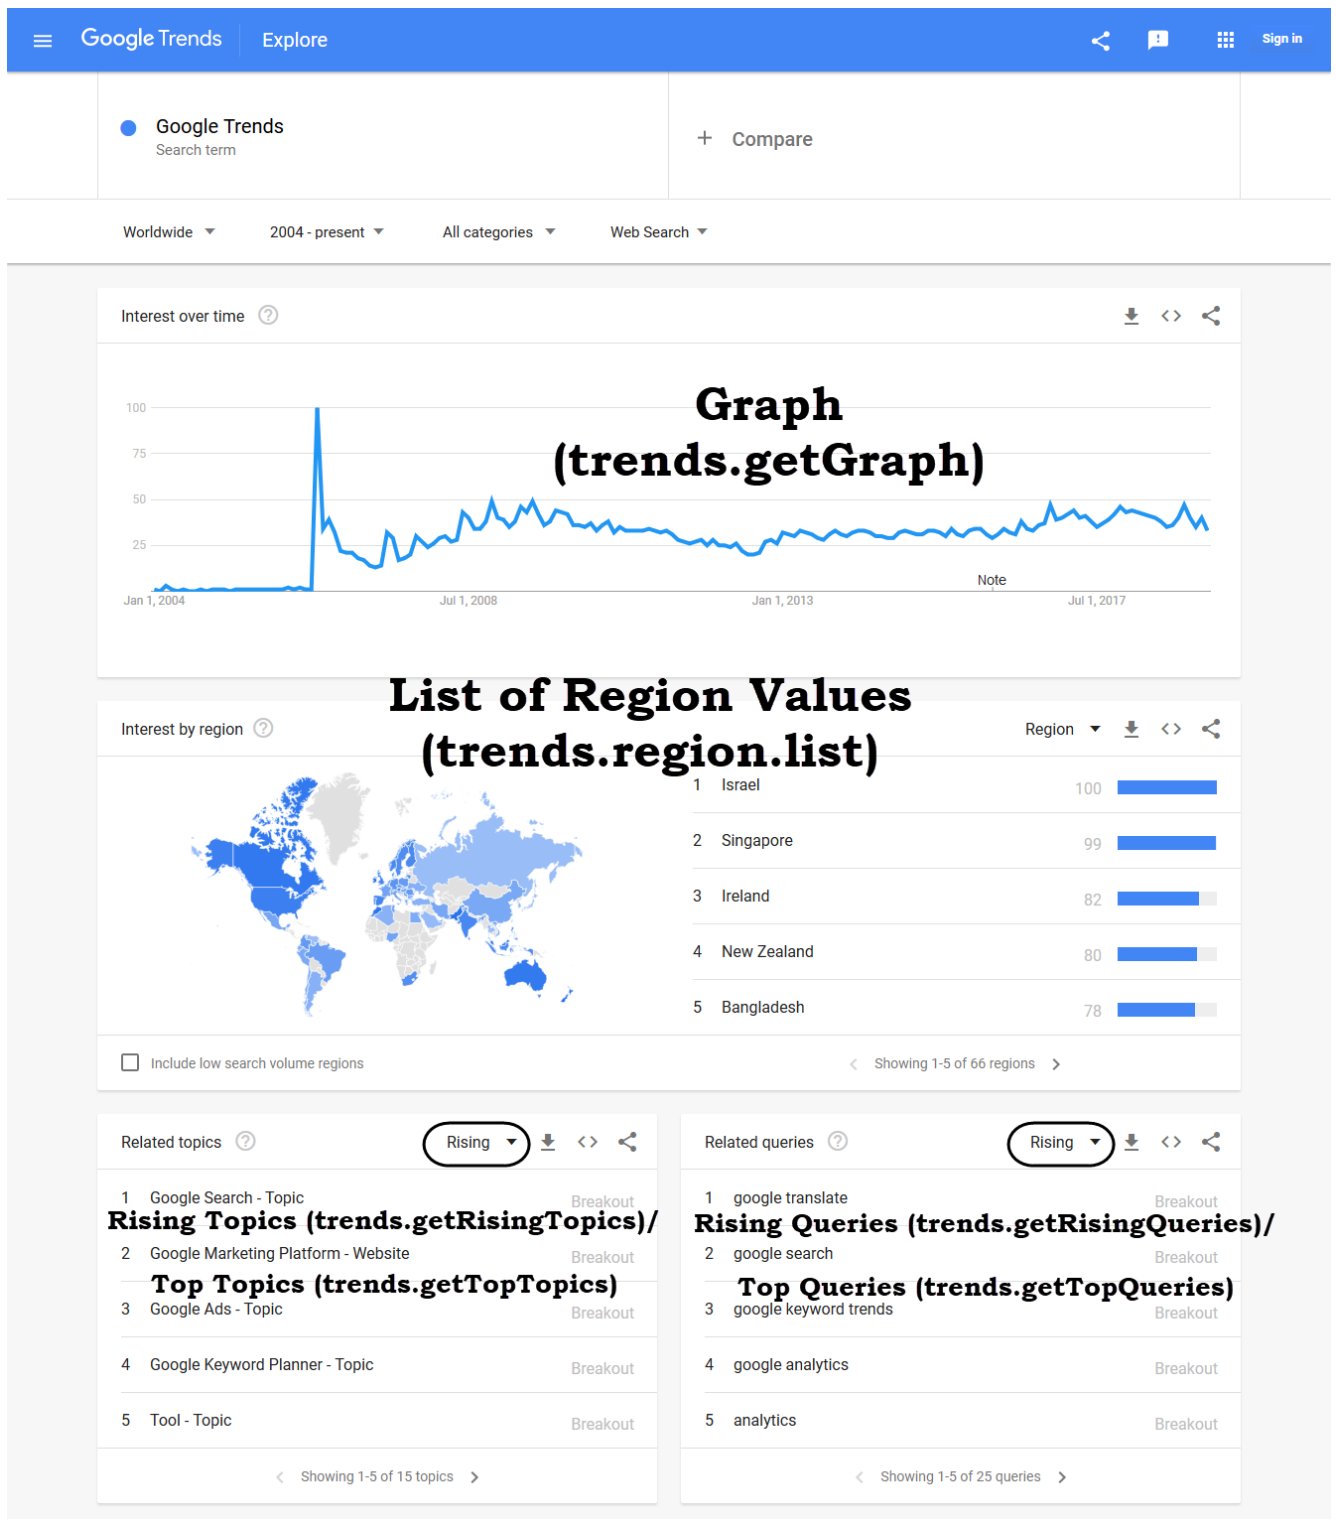 Google Trends Explore Sign in
Google Trends
Search term
+ Compare
Worldwide 2004 - present All categories Web Search
Interest over time
Graph
(trends.getGraph)
100
75
50
25
Note
Jan 1, 2004 Jul 1, 2008 Jan 1, 2013 Jul 1, 2017
List of Region Values
(trends.region.list)
Interest by region Region
1 Israel 100
2 Singapore 99
3 Ireland 82
4 New Zealand 80
5 Bangladesh 78
Include low search volume regions Showing 1-5 of 66 regions
Related topics Rising
1 Google Search - Topic Breakout
Rising Topics (trends.getRisingTopics)/
2 Google Marketing Platform - Website Breakout
Top Topics (trends.getTopTopics)
3 Google Ads - Topic Breakout
4 Google Keyword Planner - Topic Breakout
5 Tool - Topic Breakout
Showing 1-5 of 15 topics
Related queries Rising
1 google translate Breakout
Rising Queries (trends.getRisingQueries)/
2 google search Breakout
Top Queries (trends.getTopQueries)
3 google keyword trends Breakout
4 google analytics Breakout
5 analytics Breakout
Showing 1-5 of 25 queries